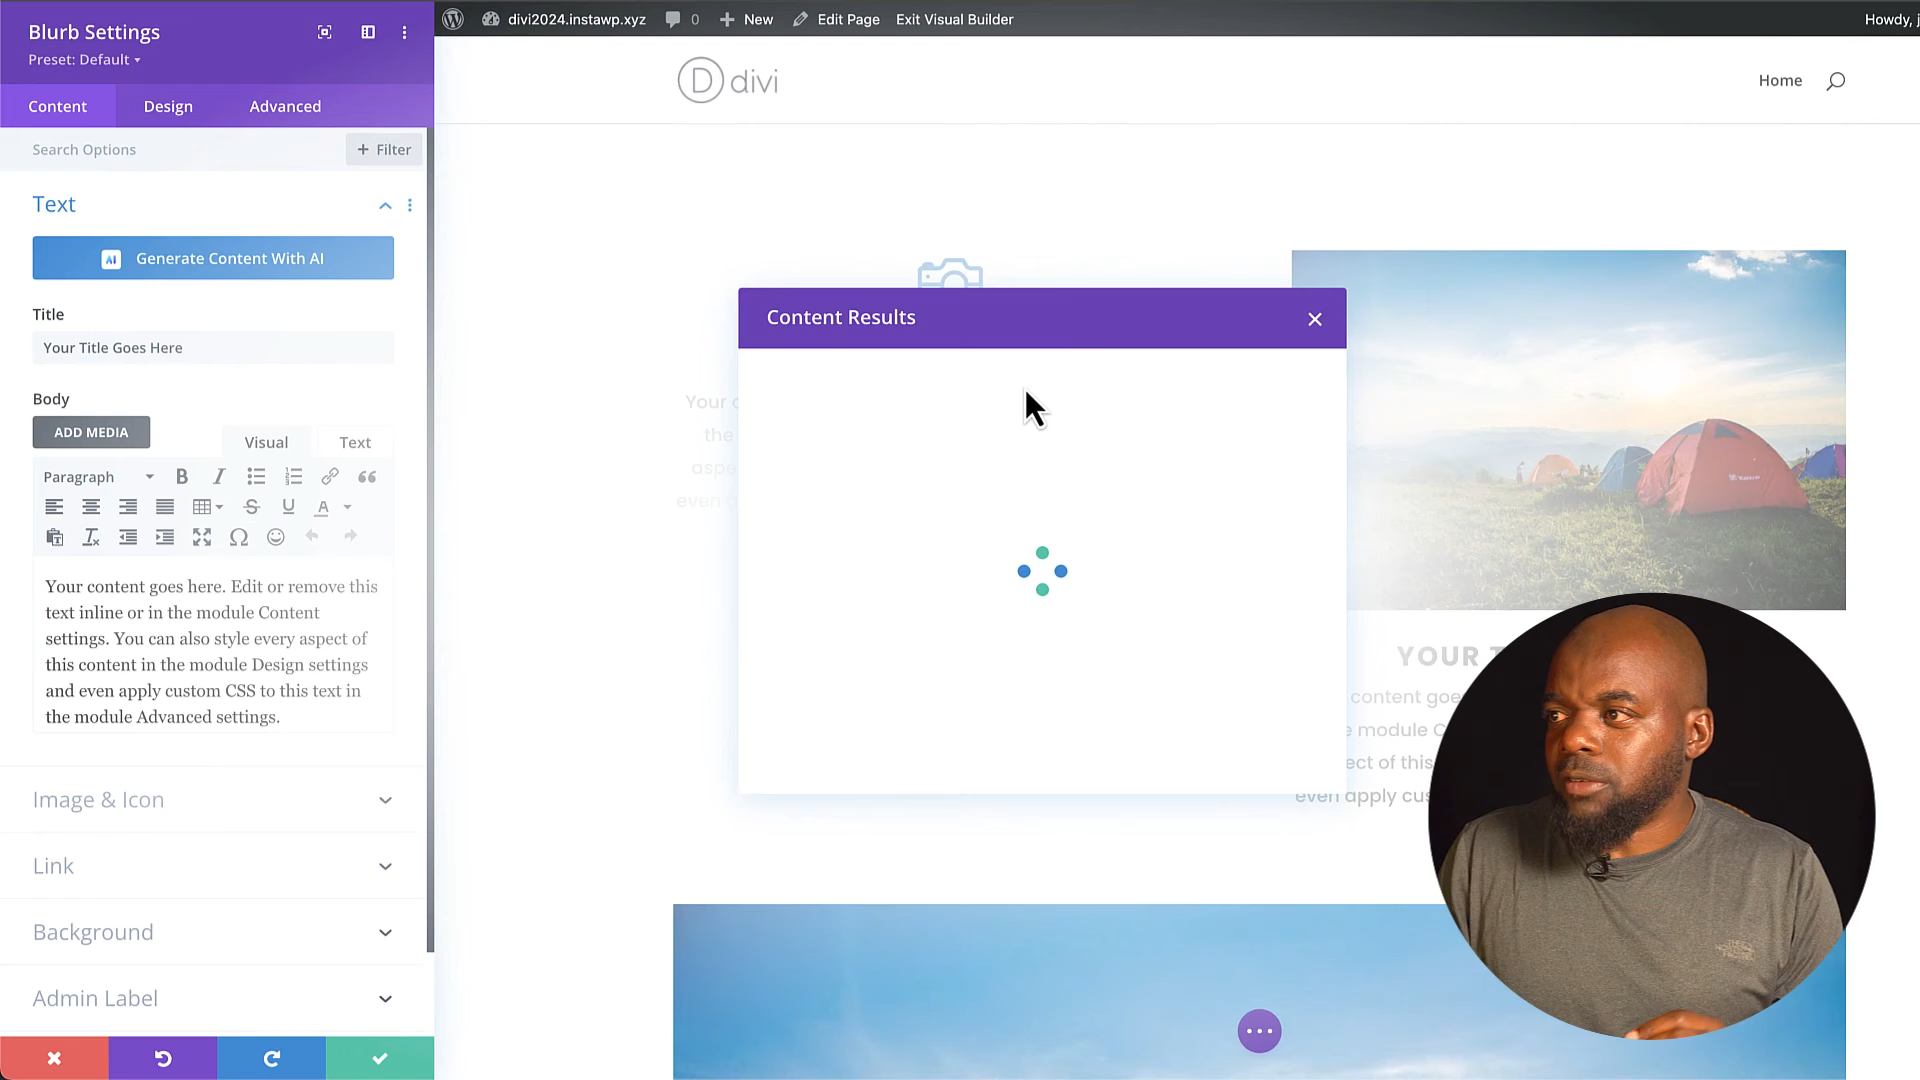 Blurb Settings
Preset: Default
divi2024.instawp.xyz
0
New
Edit Page
Exit Visual Builder
Howdy, j
Content
Design
Advanced
D divi
Home
Search Options
+ Filter
Text
AI Generate Content With AI
Title
Your Title Goes Here
Body
ADD MEDIA
Visual
Text
Paragraph
Your content goes here. Edit or remove this
text inline or in the module Content
settings. You can also style every aspect of
this content in the module Design settings
and even apply custom CSS to this text in
the module Advanced settings.
Image & Icon
Link
Background
Admin Label
Content Results
Your
the
aspe
even
YOUR T
content goe
module C
ect of this
even apply cus